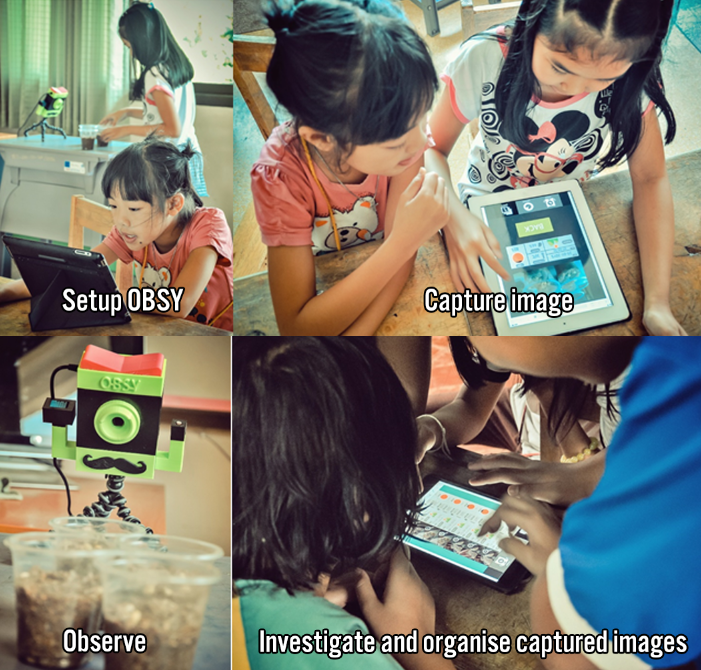 Setup OBSY
Capture image
BACK
OBSY
Observe
Investigate and organise captured images